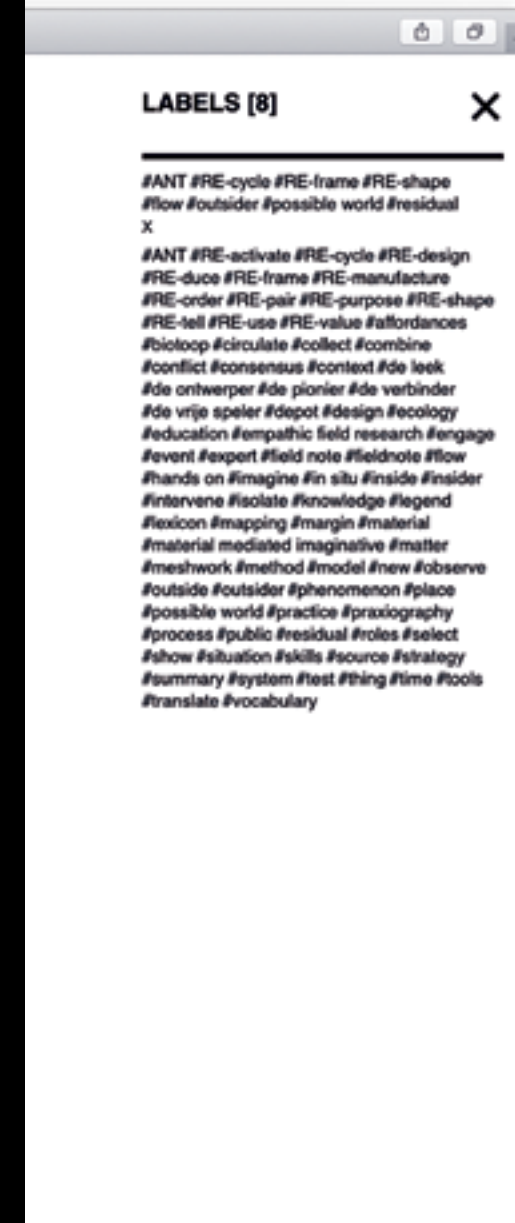 LABELS [8]
#ANT #RE-cycle #RE-frame #RE-shape
#flow #outsider #possible world #residual
X
#ANT #RE-activate #RE-cycle #RE-design
#RE-duce #RE-frame #RE-manufacture
#RE-order #RE-pair #RE-purpose #RE-shape
#RE-tell #RE-use #RE-value #affordances
#biotoop #circulate #collect #combine
#conflict #consensus #context #de leek
#de ontwerper #de pionier #de verbinder
#de vrije speler #depot #design #ecology
#education #empathic field research #engage
#event #expert #field note #fieldnote #flow
#hands on #imagine #in situ #inside #insider
#intervene #isolate #knowledge #legend
#lexicon #mapping #margin #material
#material mediated imaginative #matter
#meshwork #method #model #new #observe
#outside #outsider #phenomenon #place
#possible world #practice #praxiography
#process #public #residual #roles #select
#show #situation #skills #source #strategy
#summary #system #test #thing #time #tools
#translate #vocabulary